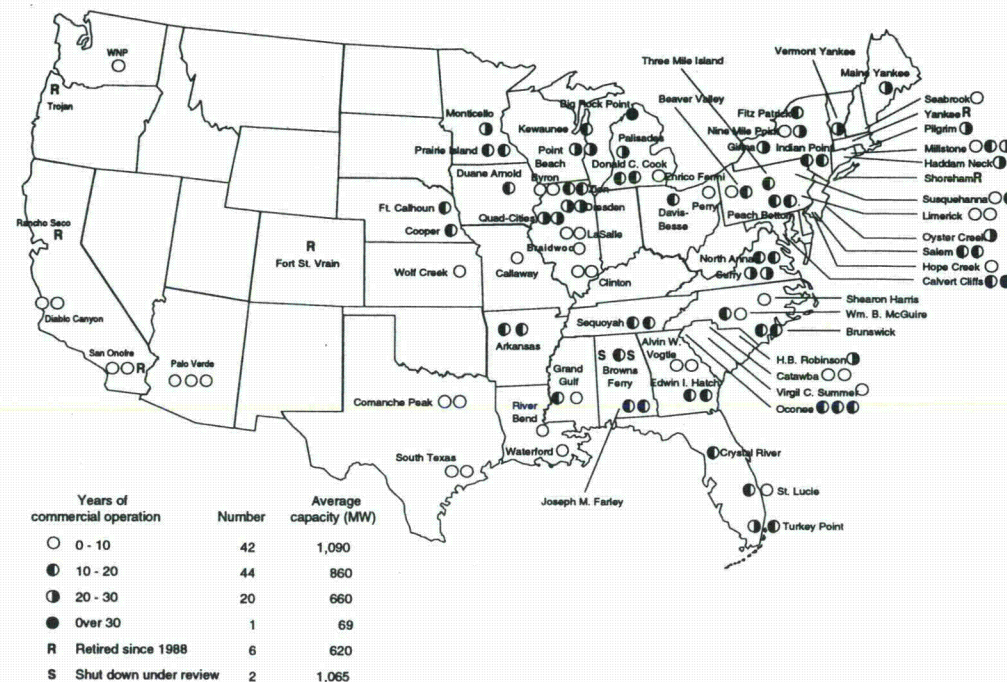 WNP
R
Trojan
Rancho Seco
R
Diablo Canyon
San Onofre
R
Palo Verde
R
Fort St. Vrain
Monticello
Prairie Island
Duane Arnold
Ft. Calhoun
Cooper
Wolf Creek
Callaway
Comanche Peak
South Texas
Arkansas
River
Bend
Waterford
Grand
Gulf
Big Rock Point
Kewaunee
Point
Beach
Palisades
Donald C. Cook
Byron
Zion
Dresden
Quad-Cities
LaSalle
Braidwood
Clinton
Enrico Fermi
Davis-
Besse
Perry
Three Mile Island
Beaver Valley
Peach Bottom
Vermont Yankee
Maine Yankee
Fitz Patrick
Nine Mile Point
Ginna
Indian Point
Seabrook
Yankee R
Pilgrim
Millstone
Haddam Neck
Shoreham R
Susquehanna
Limerick
Oyster Creek
Salem
Hope Creek
Calvert Cliffs
North Anna
Surry
Shearon Harris
Wm. B. McGuire
Brunswick
H.B. Robinson
Catawba
Virgil C. Summer
Oconee
Sequoyah
S S
Browns
Ferry
Alvin W.
Vogtle
Edwin I. Hatch
Joseph M. Farley
Crystal River
St. Lucie
Turkey Point
Years of commercial operation Number Average capacity (MW)
0 - 10 42 1,090
10 - 20 44 860
20 - 30 20 660
Over 30 1 69
R Retired since 1988 6 620
S Shut down under review 2 1,065